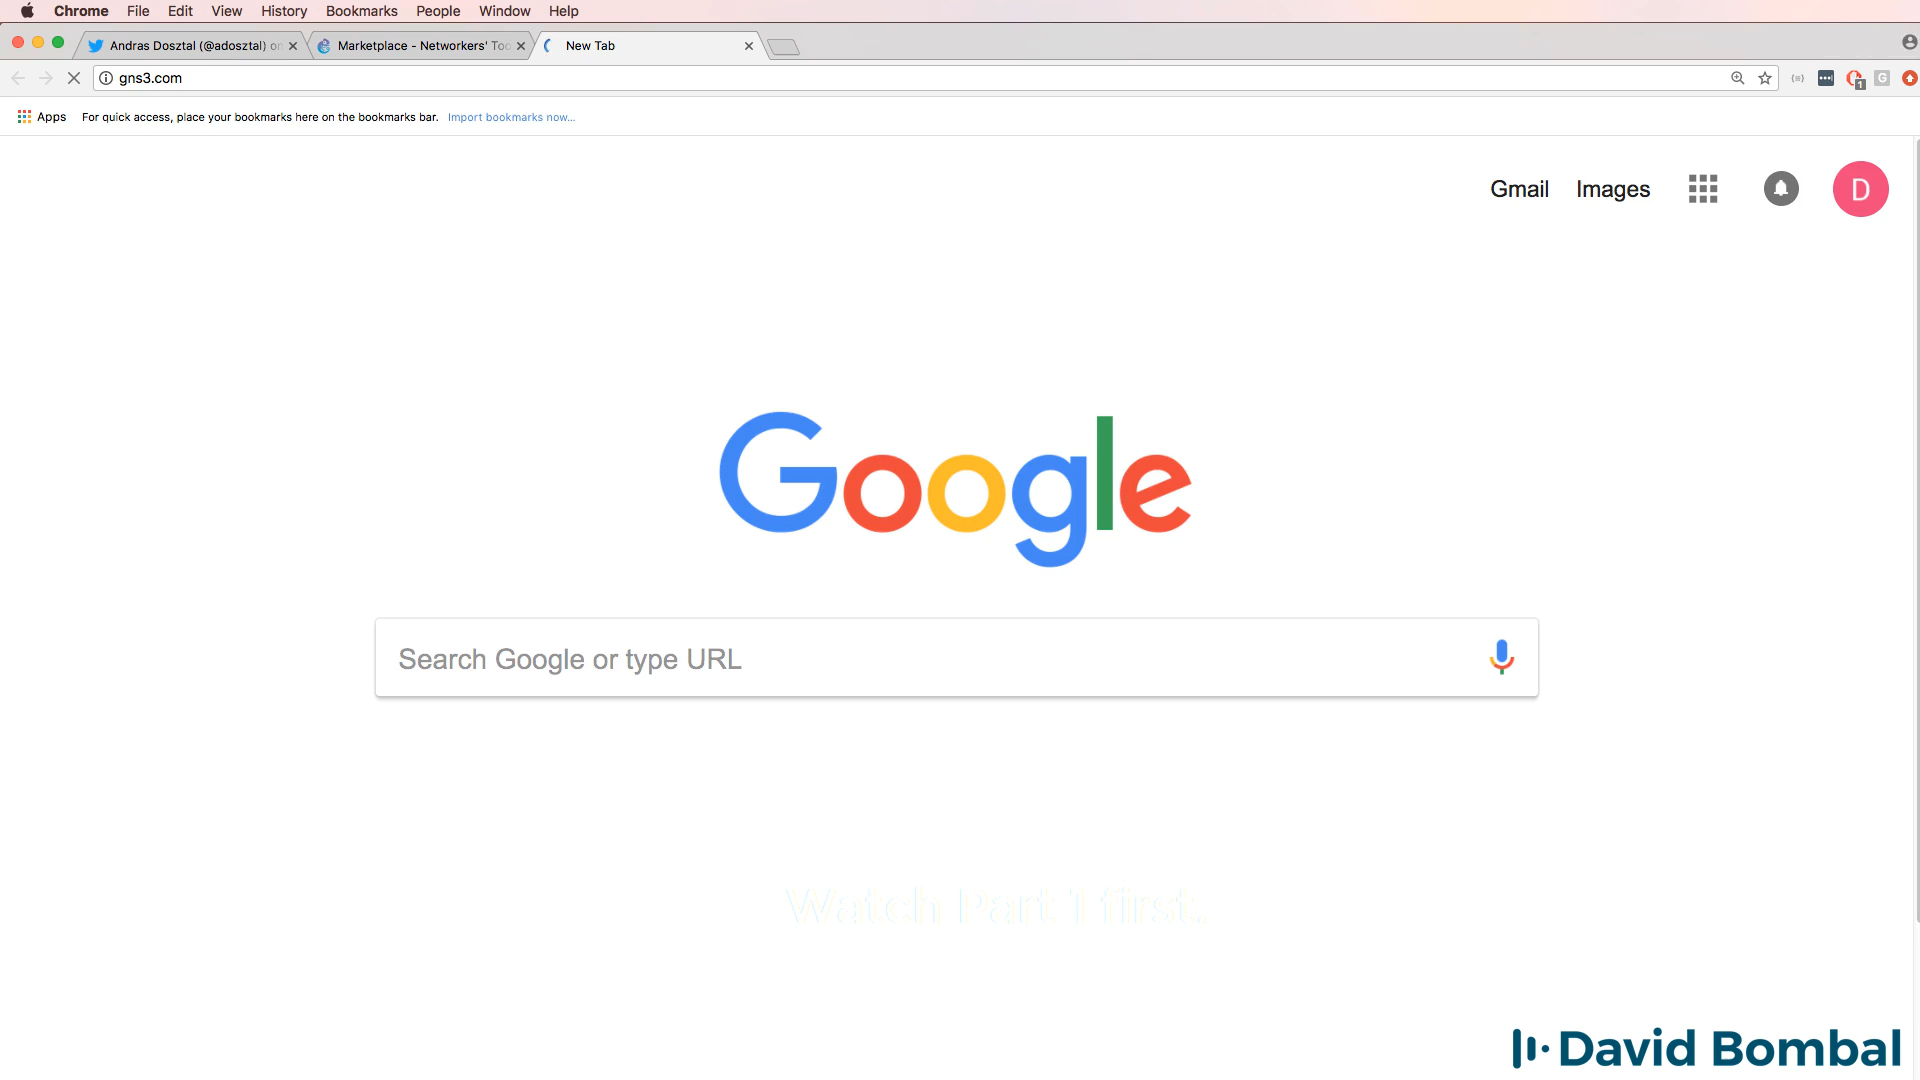 Chrome File Edit View History Bookmarks People Window Help
Andras Dosztal (@adosztal) on
Marketplace - Networkers' Too
New Tab
gns3.com
1
G
Apps For quick access, place your bookmarks here on the bookmarks bar. Import bookmarks now...
Gmail Images D
Google
Search Google or type URL
Watch Part 1 first.
David Bombal